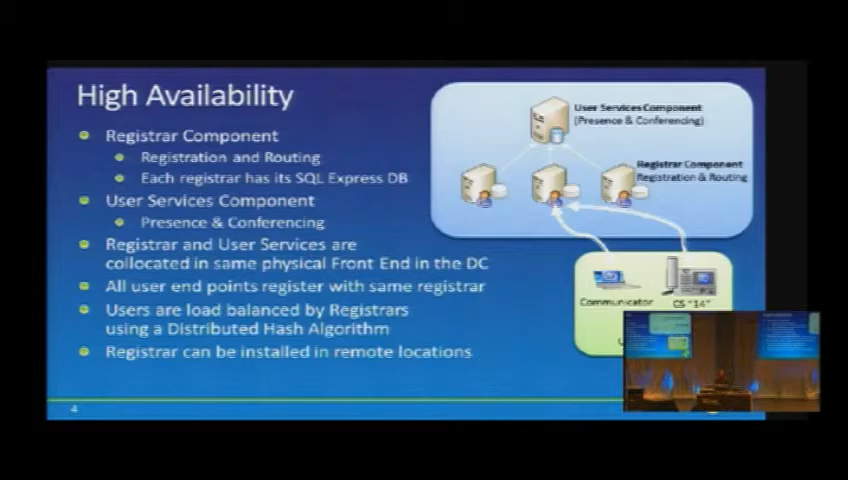 High Availability
Registrar Component
Registration and Routing
Each registrar has its SQL Express DB
User Services Component
Presence & Conferencing
Registrar and User Services are
collocated in same physical Front End in the DC
All user end points register with same registrar
Users are load balanced by Registrars
using a Distributed Hash Algorithm
Registrar can be installed in remote locations
4
User Services Component
(Presence & Conferencing)
Registrar Component
Registration & Routing
Communicator
CS "14"